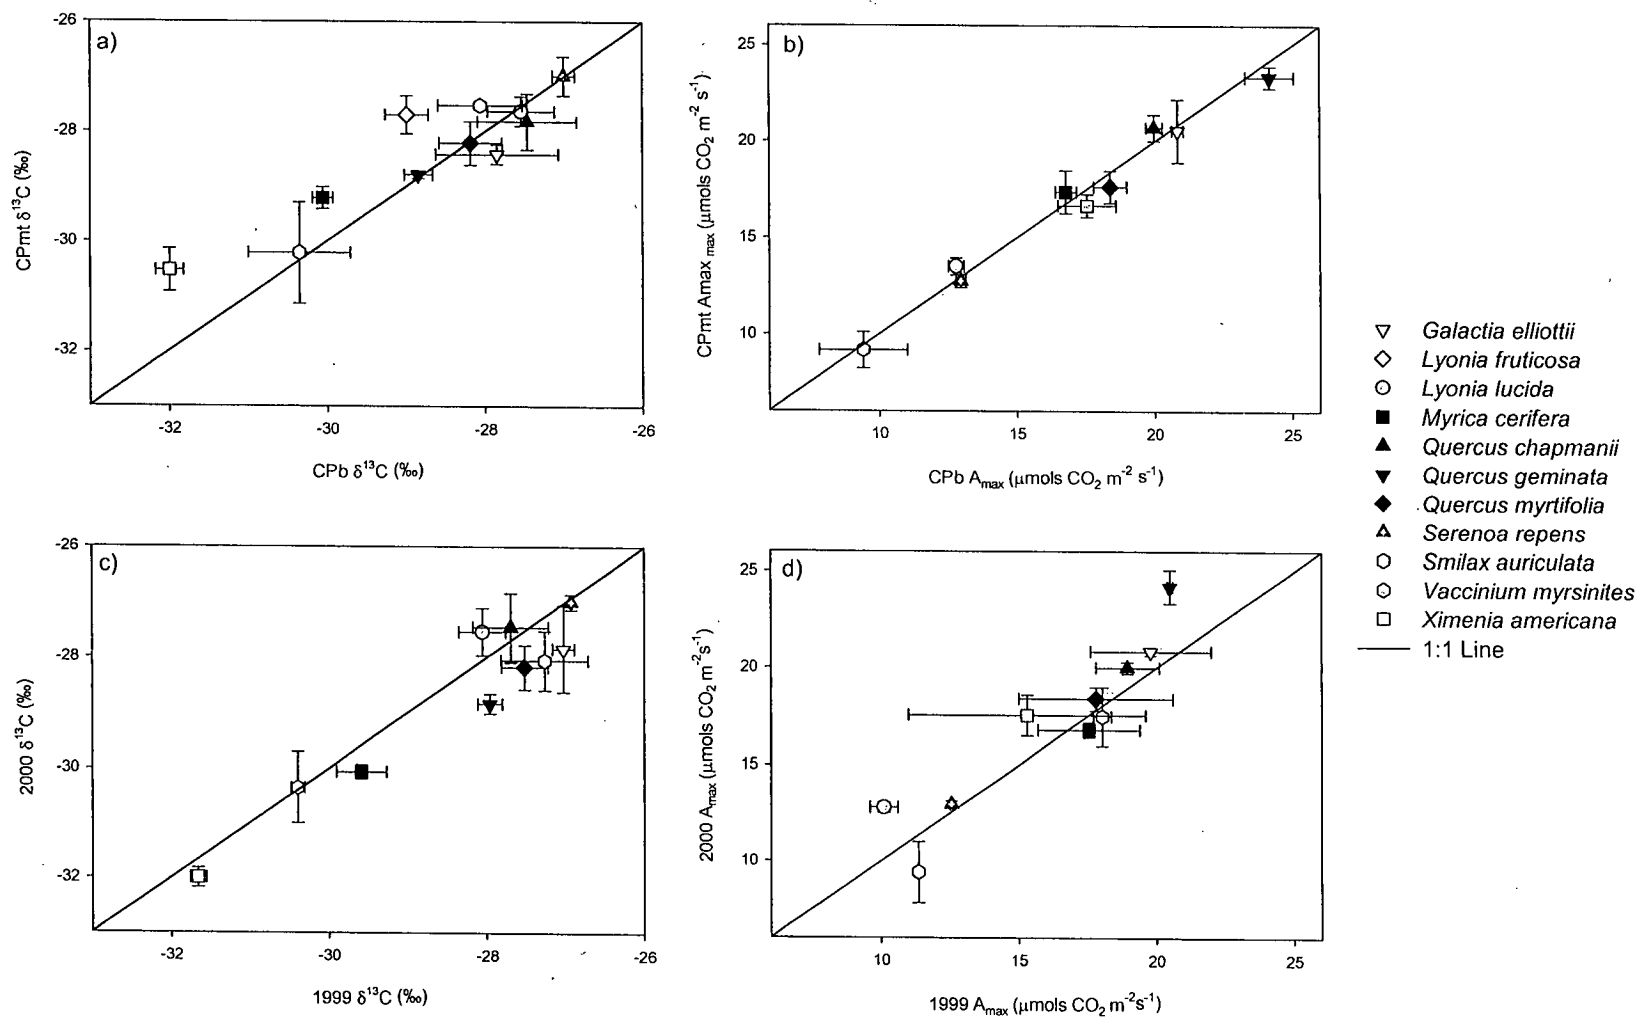 a)
-26
-28
-30
-32
CPmt δ¹³C (‰)
-32 -30 -28 -26
CPb δ¹³C (‰)
b)
25
20
15
10
CPmt Amax max (μmols CO₂ m⁻² s⁻¹)
10 15 20 25
CPb Amax (μmols CO₂ m⁻² s⁻¹)
Galactia elliottii
Lyonia fruticosa
Lyonia lucida
Myrica cerifera
Quercus chapmanii
Quercus geminata
Quercus myrtifolia
Serenoa repens
Smilax auriculata
Vaccinium myrsinites
Ximenia americana
1:1 Line
c)
-26
-28
-30
-32
2000 δ¹³C (‰)
-32 -30 -28 -26
1999 δ¹³C (‰)
d)
25
20
15
10
2000 Amax (μmols CO₂ m⁻²s⁻¹)
10 15 20 25
1999 Amax (μmols CO₂ m⁻²s⁻¹)